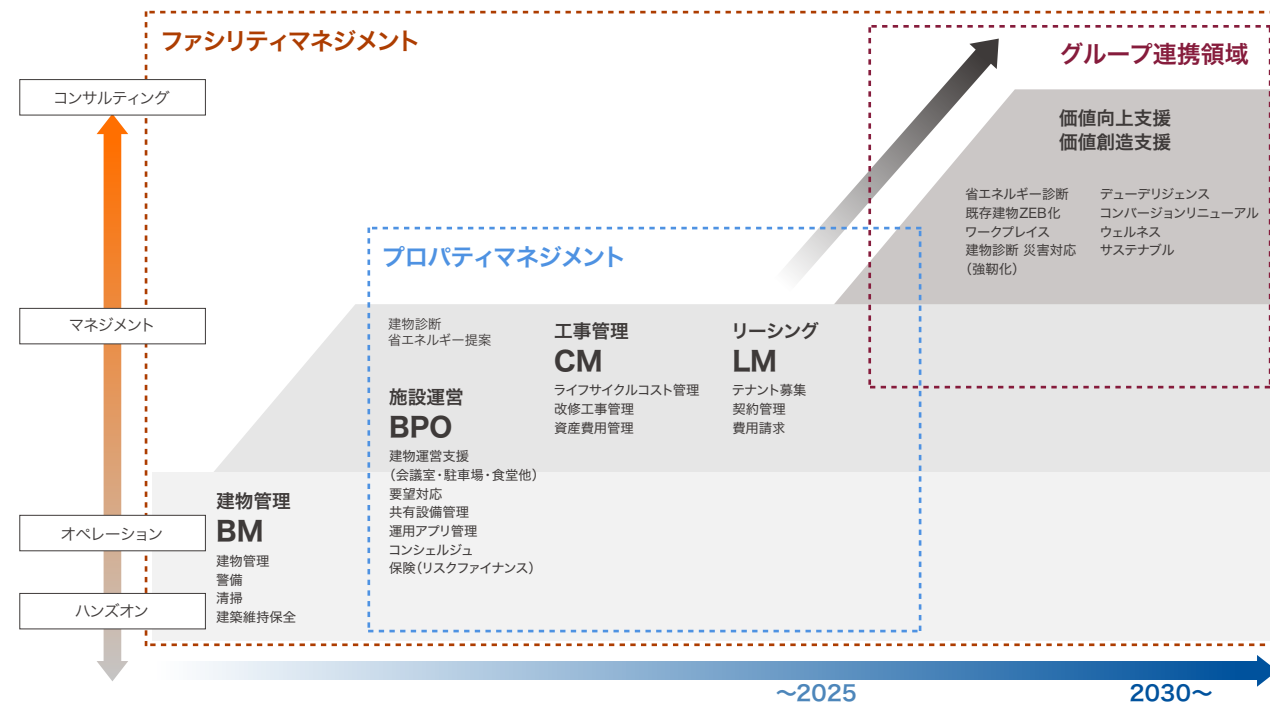 ファシリティマネジメント
グループ連携領域
コンサルティング
マネジメント
オペレーション
ハンズオン
価値向上支援
価値創造支援
省エネルギー診断
既存建物ZEB化
ワークプレイス
建物診断 災害対応
（強靭化）
デューデリジェンス
コンバージョンリニューアル
ウェルネス
サステナブル
プロパティマネジメント
建物診断
省エネルギー提案
施設運営
BPO
建物運営支援
（会議室・駐車場・食堂他）
要望対応
共有設備管理
運用アプリ管理
コンシェルジュ
保険（リスクファイナンス）
工事管理
CM
ライフサイクルコスト管理
改修工事管理
資産費用管理
リーシング
LM
テナント募集
契約管理
費用請求
建物管理
BM
建物管理
警備
清掃
建築維持保全
～2025
2030～